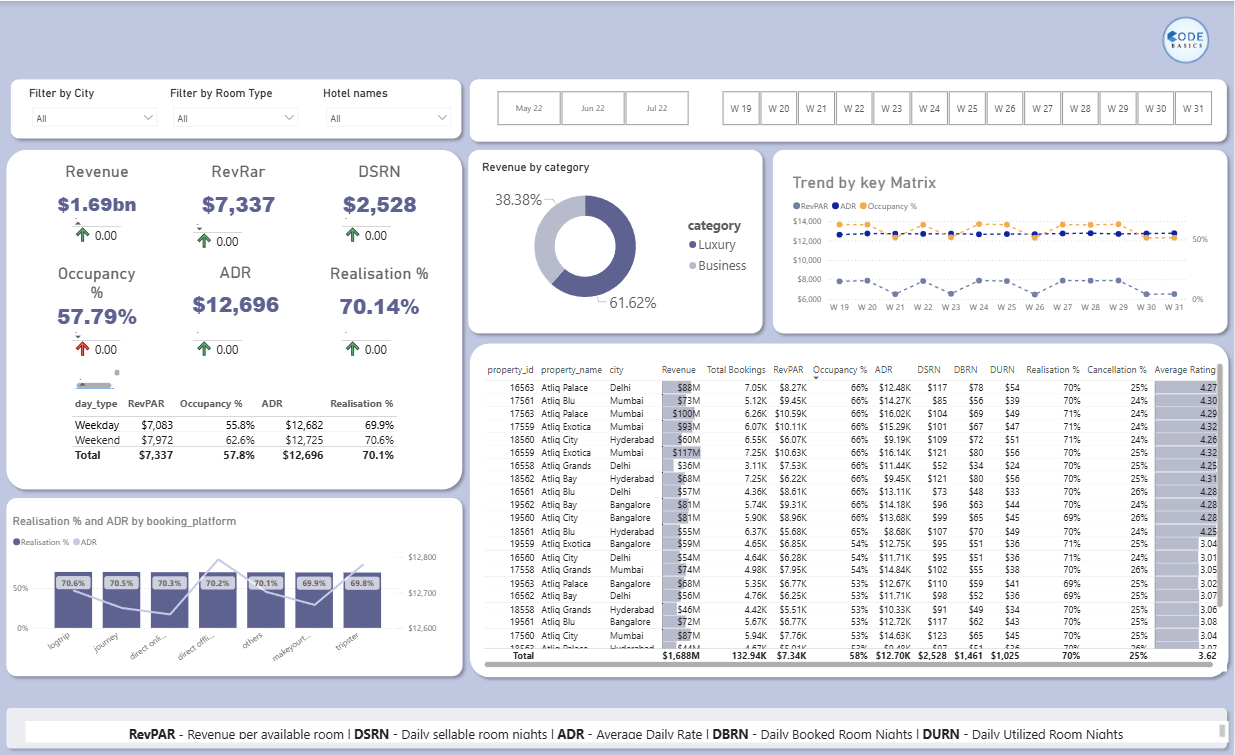 CODE
BASICS
Filter by City
Filter by Room Type
Hotel names
All
All
All
May 22
Jun 22
Jul 22
W 19
W 20
W 21
W 22
W 23
W 24
W 25
W 26
W 27
W 28
W 29
W 30
W 31
Revenue
$1.69bn
0.00
RevRar
$7,337
0.00
DSRN
$2,528
0.00
Occupancy
%
57.79%
0.00
ADR
$12,696
0.00
Realisation %
70.14%
0.00
day_type RevPAR Occupancy % ADR Realisation %
Weekday $7,083 55.8% $12,682 69.9%
Weekend $7,972 62.6% $12,725 70.6%
Total $7,337 57.8% $12,696 70.1%
Revenue by category
38.38%
61.62%
category
Luxury
Business
Trend by key Matrix
RevPAR ADR Occupancy %
$14,000
$12,000
$10,000
$8,000
$6,000
50%
0%
W 19 W 20 W 21 W 22 W 23 W 24 W 25 W 26 W 27 W 28 W 29 W 30 W 31
Realisation % and ADR by booking_platform
Realisation % ADR
50%
0%
$12,800
$12,700
$12,600
70.6% 70.5% 70.3% 70.2% 70.1% 69.9% 69.8%
logtrip
journey
direct onli...
direct offli...
others
makeyourt...
tripster
property_id property_name city Revenue Total Bookings RevPAR Occupancy % ADR DSRN DBRN DURN Realisation % Cancellation % Average Rating
16563 Atliq Palace Delhi $88M 7.05K $8.27K 66% $12.48K $117 $78 $54 70% 25% 4.27
17561 Atliq Blu Mumbai $73M 5.12K $9.45K 66% $14.27K $85 $56 $39 70% 24% 4.30
17563 Atliq Palace Mumbai $100M 6.26K $10.59K 66% $16.02K $104 $69 $49 71% 24% 4.29
17559 Atliq Exotica Mumbai $93M 6.07K $10.11K 66% $15.29K $101 $67 $47 71% 24% 4.32
18560 Atliq City Hyderabad $60M 6.55K $6.07K 66% $9.19K $109 $72 $51 71% 24% 4.26
16559 Atliq Exotica Mumbai $117M 7.25K $10.63K 66% $16.14K $121 $80 $56 70% 24% 4.32
16558 Atliq Grands Delhi $36M 3.11K $7.53K 66% $11.44K $52 $34 $24 70% 24% 4.25
18562 Atliq Bay Hyderabad $68M 7.25K $6.22K 66% $9.45K $121 $80 $56 70% 24% 4.31
16561 Atliq Blu Delhi $57M 4.36K $8.61K 66% $13.11K $73 $48 $33 70% 26% 4.28
19562 Atliq Bay Bangalore $81M 5.74K $9.31K 66% $14.18K $96 $63 $44 70% 26% 4.28
19560 Atliq City Bangalore $81M 5.90K $8.96K 66% $13.68K $99 $65 $45 69% 26% 4.28
18561 Atliq Blu Hyderabad $55M 6.37K $5.68K 65% $8.68K $107 $70 $49 70% 24% 4.25
19559 Atliq Exotica Bangalore $59M 4.65K $6.85K 54% $12.75K $95 $51 $36 71% 25% 3.04
16560 Atliq City Delhi $54M 4.64K $6.28K 54% $11.71K $95 $51 $36 71% 24% 3.01
17558 Atliq Grands Mumbai $74M 4.98K $7.95K 54% $14.84K $102 $55 $38 70% 26% 3.05
19563 Atliq Palace Bangalore $68M 5.35K $6.77K 53% $12.67K $110 $59 $41 69% 25% 3.02
16562 Atliq Bay Delhi $56M 4.76K $6.25K 53% $11.71K $98 $52 $36 69% 25% 3.07
18558 Atliq Grands Hyderabad $46M 4.42K $5.51K 53% $10.33K $91 $49 $34 70% 25% 3.06
19561 Atliq Blu Bangalore $72M 5.67K $6.77K 53% $12.72K $117 $62 $43 70% 25% 3.08
17560 Atliq City Mumbai $87M 5.94K $7.76K 53% $14.63K $123 $65 $45 70% 25% 3.04
Total $1,688M 132.94K $7.34K 58% $12.70K $2,528 $1,461 $1,025 70% 25% 3.62
RevPAR - Revenue per available room | DSRN - Daily sellable room nights | ADR - Average Daily Rate | DBRN - Daily Booked Room Nights | DURN - Daily Utilized Room Nights